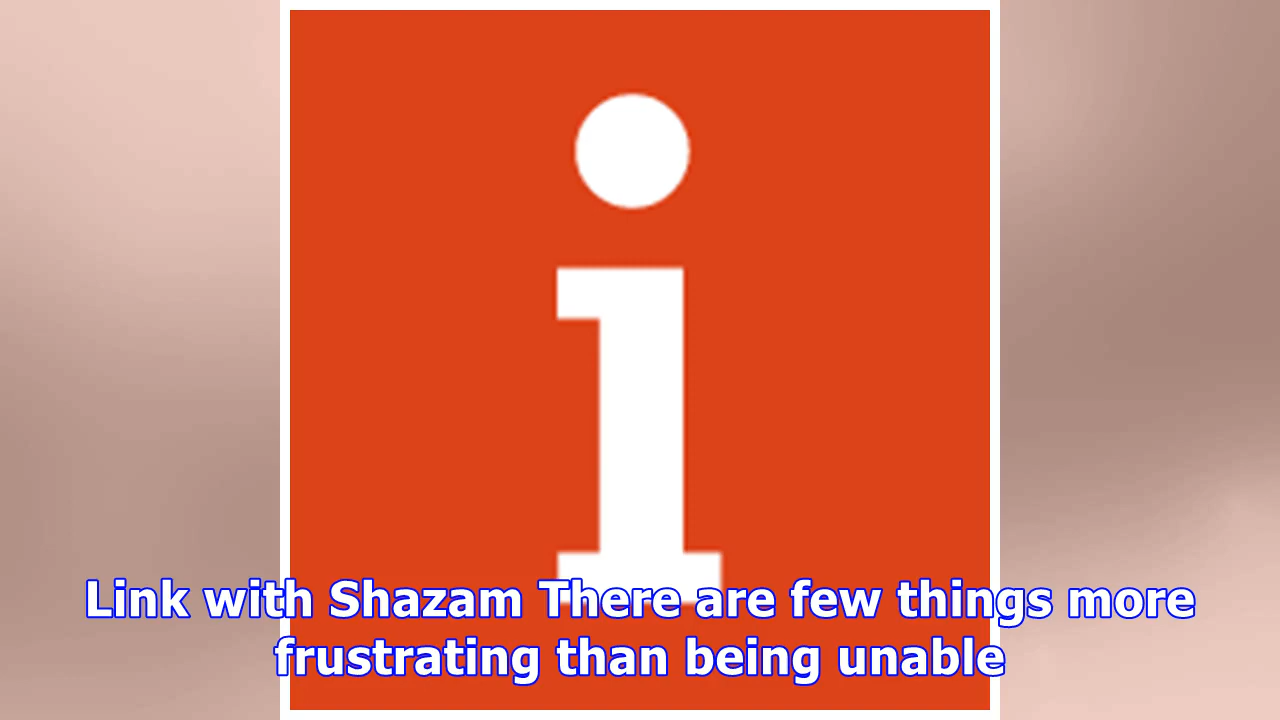 i
Link with Shazam There are few things more
frustrating than being unable